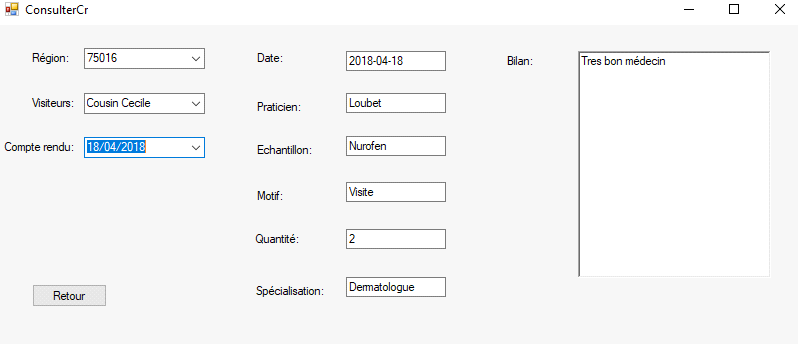 ConsulterCr
Région: 75016
Visiteurs: Cousin Cecile
Compte rendu: 18/04/2018
Retour
Date: 2018-04-18
Praticien: Loubet
Echantillon: Nurofen
Motif: Visite
Quantité: 2
Spécialisation: Dermatologue
Bilan: Tres bon médecin